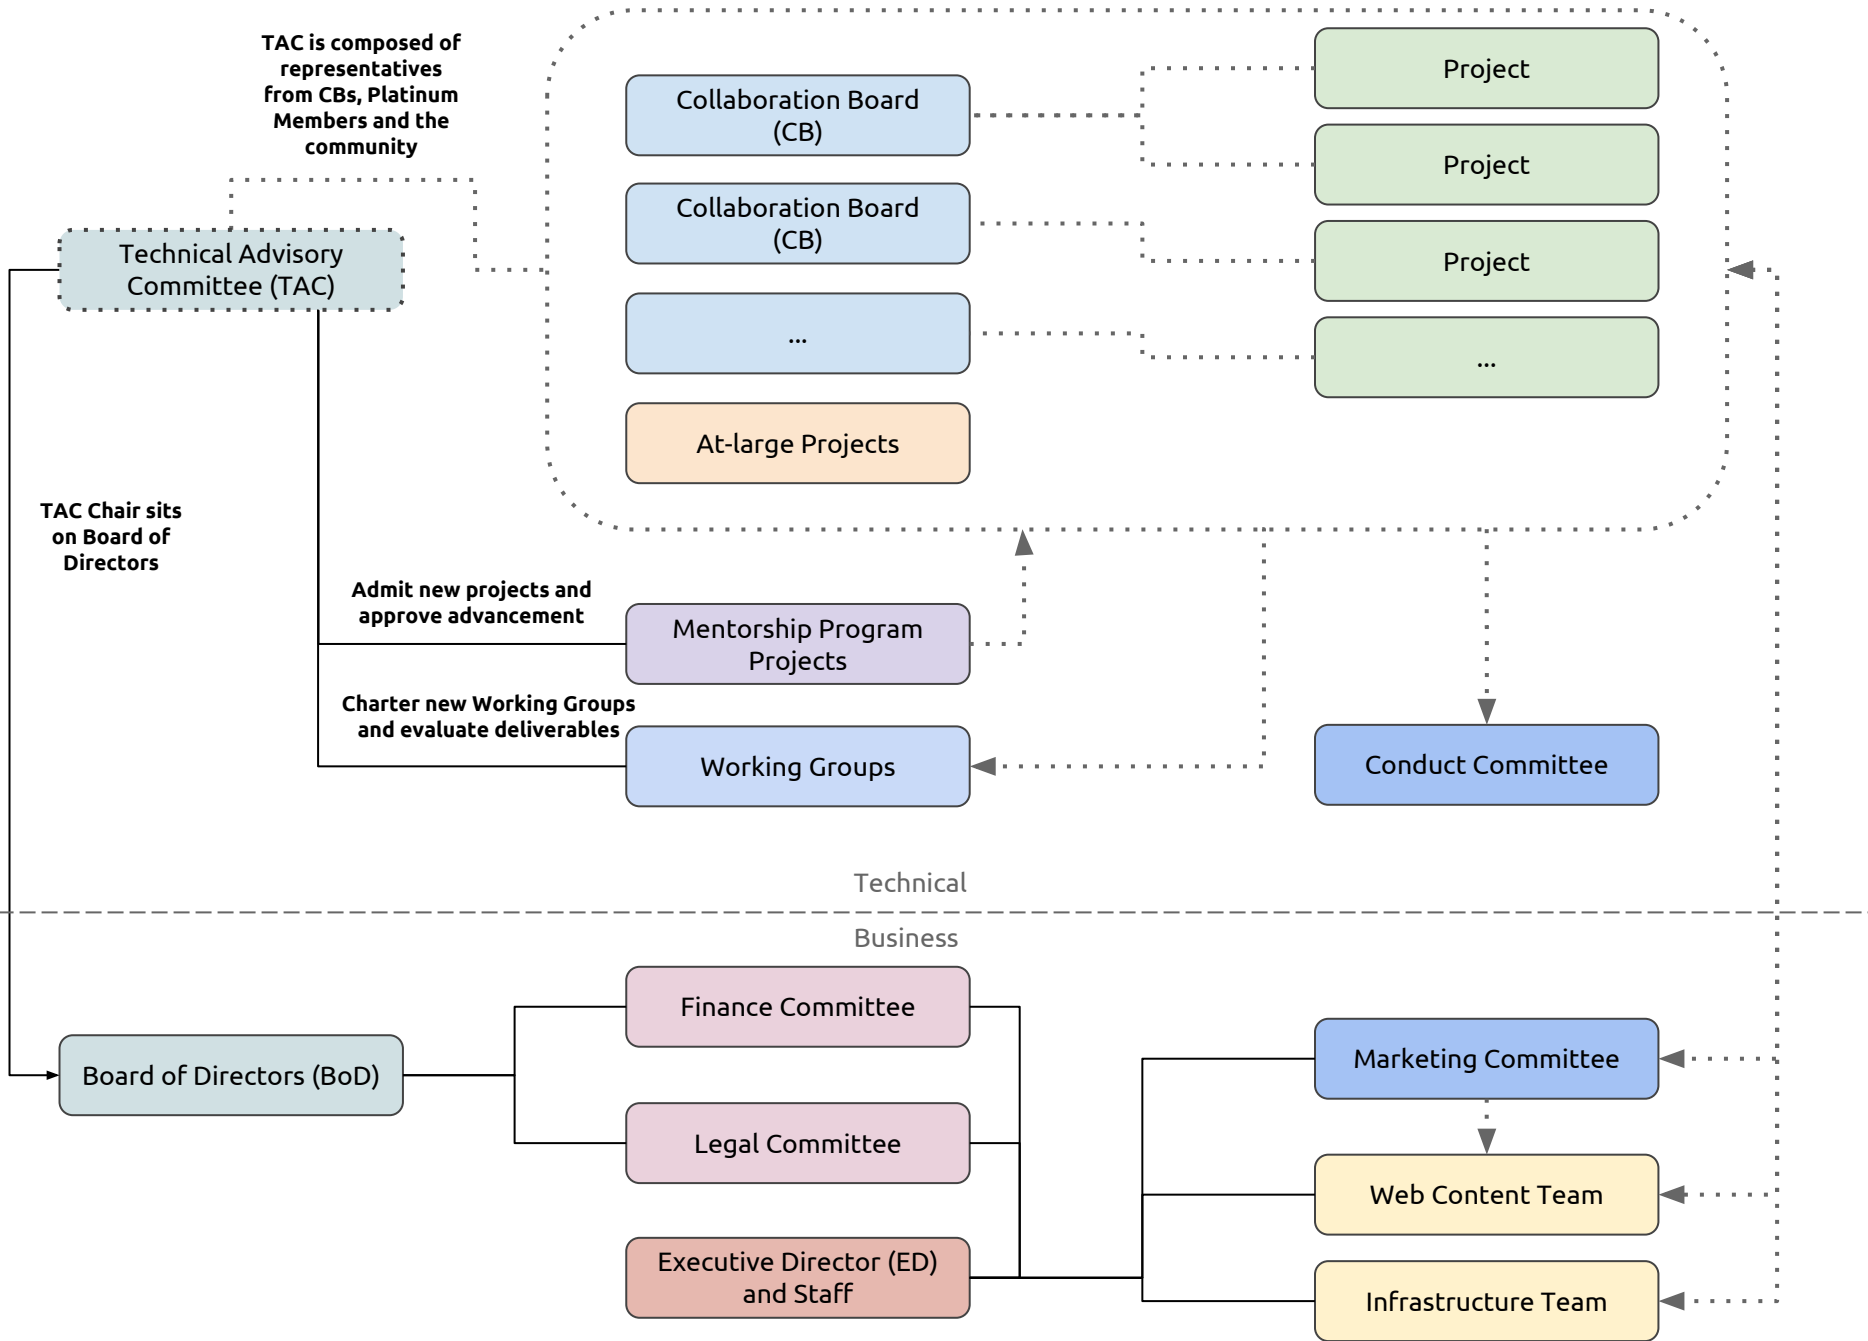 TAC is composed of
representatives
from CBs, Platinum
Members and the
community
Technical Advisory
Committee (TAC)
Collaboration Board
(CB)
Collaboration Board
(CB)
...
At-large Projects
Project
Project
Project
...
TAC Chair sits
on Board of
Directors
Admit new projects and
approve advancement
Mentorship Program
Projects
Charter new Working Groups
and evaluate deliverables
Working Groups
Conduct Committee
Technical
Business
Board of Directors (BoD)
Finance Committee
Legal Committee
Executive Director (ED)
and Staff
Marketing Committee
Web Content Team
Infrastructure Team